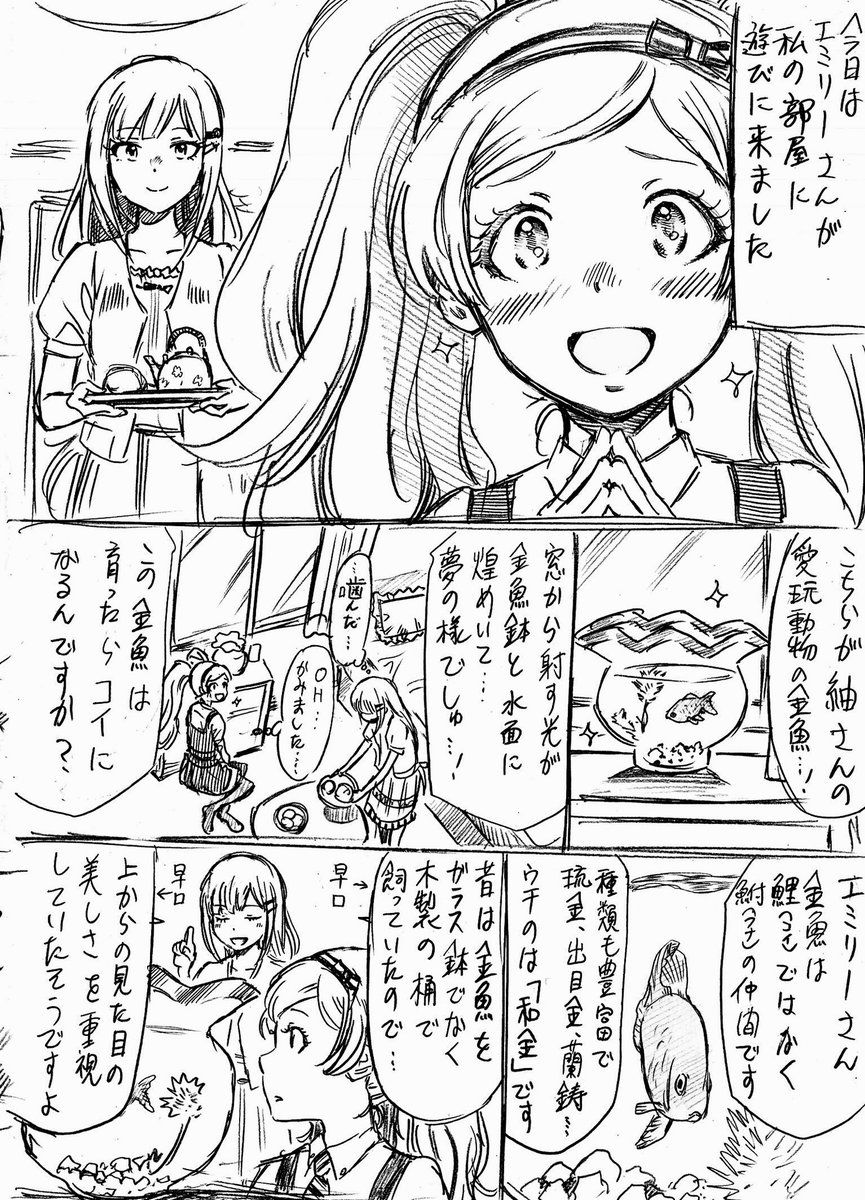 今日は
エミリーさんが
私の部屋に
遊びに来ました
こちらが紬さんの
愛玩動物の金魚…!
窓から射す光が
金魚鉢と水面に
煌めいて…
夢の様でしゅ…!
…噛んだ…
OH…
かみました…
この金魚は
育ったらコイに
なるんですか?
エミリーさん
金魚は
鯉ではなく
鮒の仲間です
種類も豊富で
琉金、出目金、蘭鋳…
ウチのは「和金」です
昔は金魚を
ガラス鉢でなく
木製の桶で
飼っていたので…
早口
早口
上からの見た目の
美しさを重視
していたそうですよ